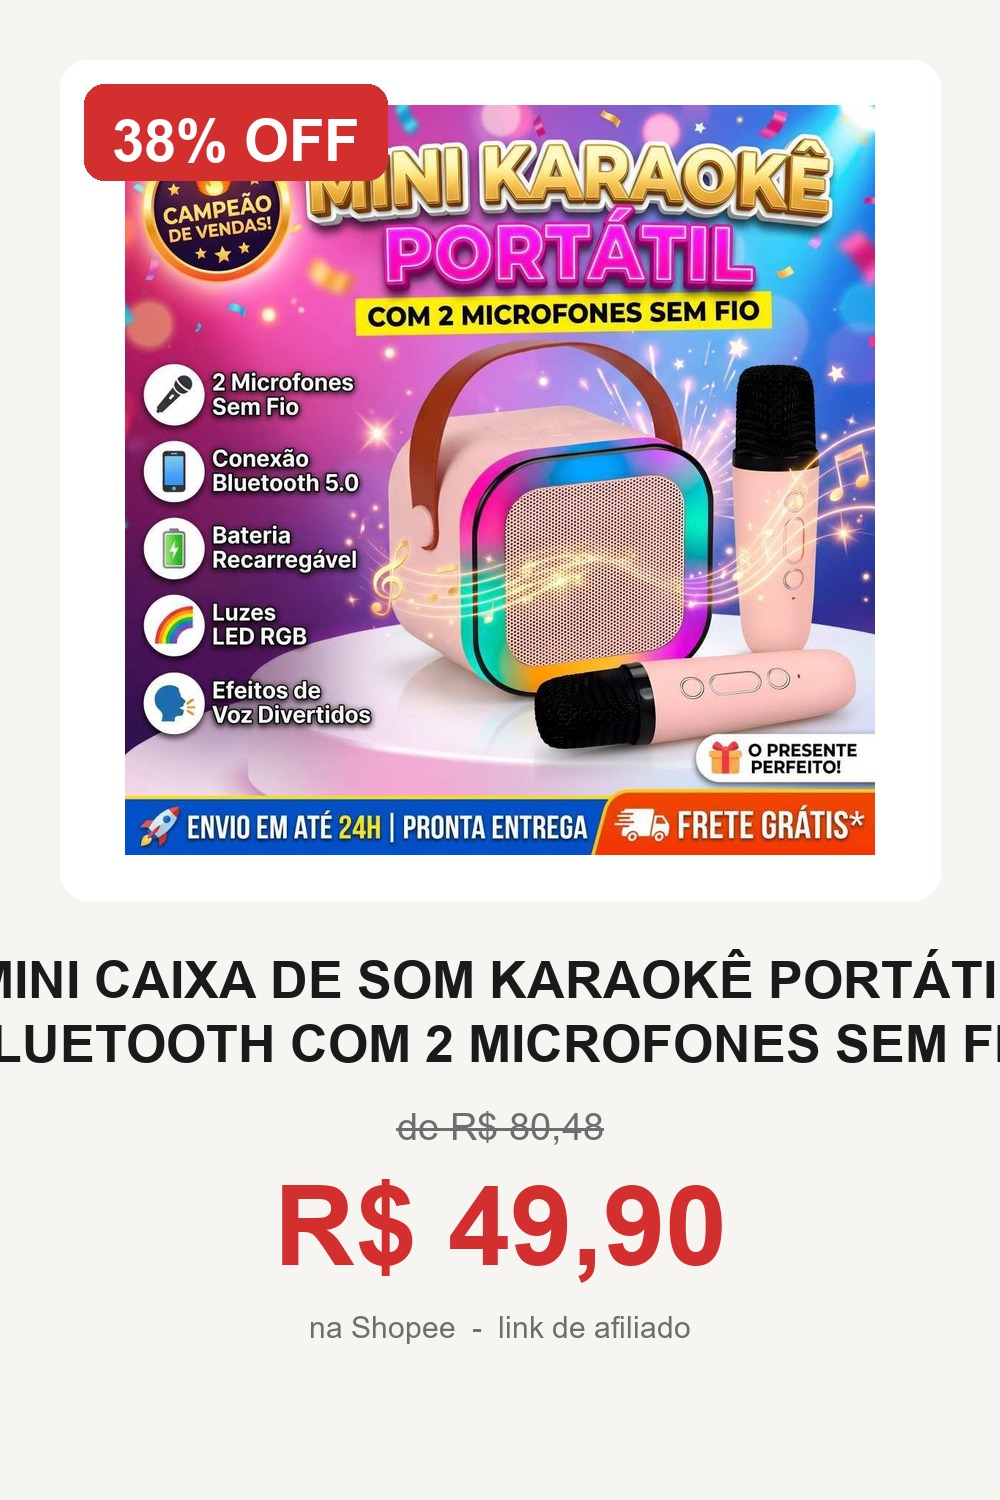 38% OFF
CAMPEÃO
DE VENDAS!
MINI KARAOKÊ
PORTÁTIL
COM 2 MICROFONES SEM FIO
2 Microfones
Sem Fio
Conexão
Bluetooth 5.0
Bateria
Recarregável
Luzes
LED RGB
Efeitos de
Voz Divertidos
O PRESENTE
PERFEITO!
ENVIO EM ATÉ 24H | PRONTA ENTREGA
FRETE GRÁTIS*
MINI CAIXA DE SOM KARAOKÊ PORTÁTI
LUETOOTH COM 2 MICROFONES SEM FI
de R$ 80,48
R$ 49,90
na Shopee - link de afiliado